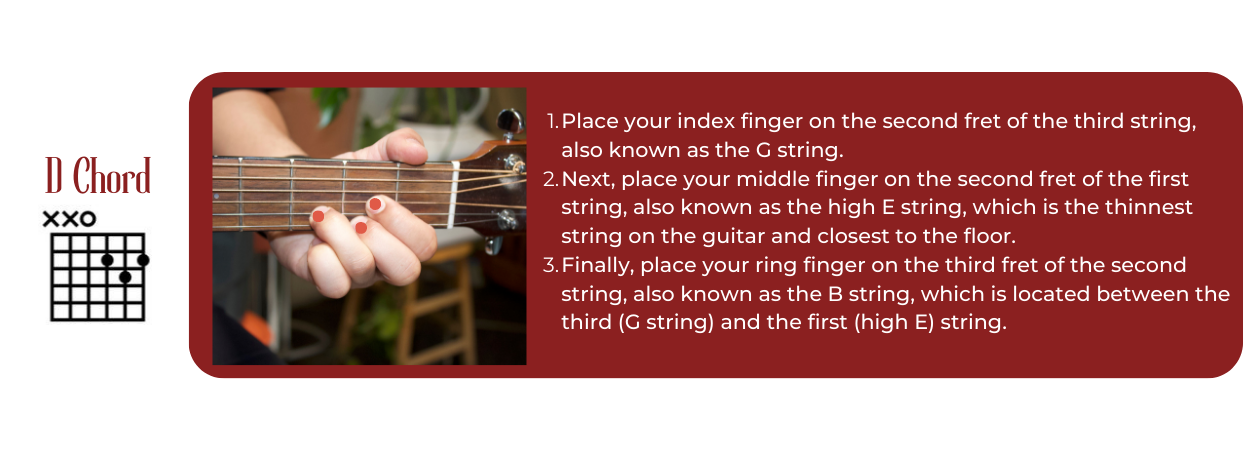 D Chord
XXO
1. Place your index finger on the second fret of the third string,
also known as the G string.
2. Next, place your middle finger on the second fret of the first
string, also known as the high E string, which is the thinnest
string on the guitar and closest to the floor.
3. Finally, place your ring finger on the third fret of the second
string, also known as the B string, which is located between the
third (G string) and the first (high E) string.